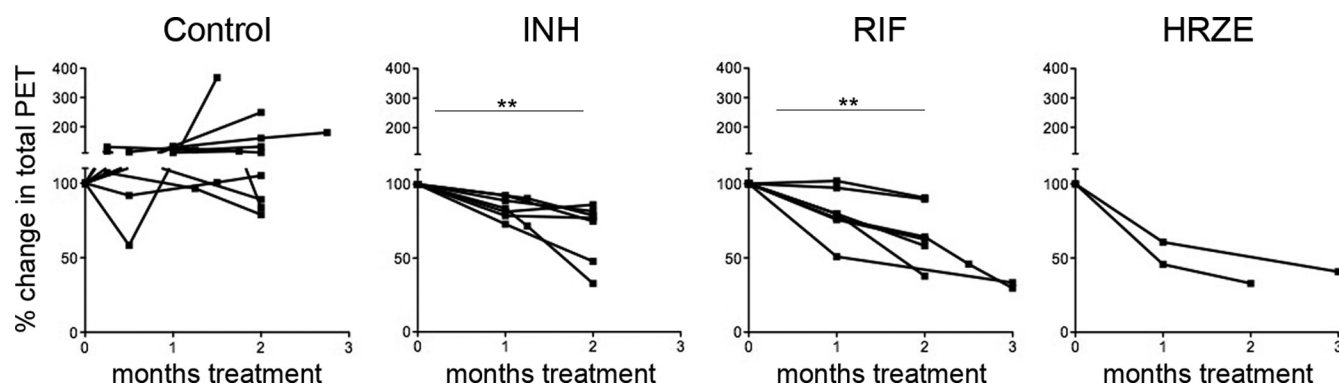 Control INH RIF HRZE
% change in total PET
400 400 400 400
300 300 300 300
** **
200 200 200 200
100 100 100 100
50 50 50 50
0 0 0 0
0 1 2 3 0 1 2 3 0 1 2 3 0 1 2 3
months treatment months treatment months treatment months treatment